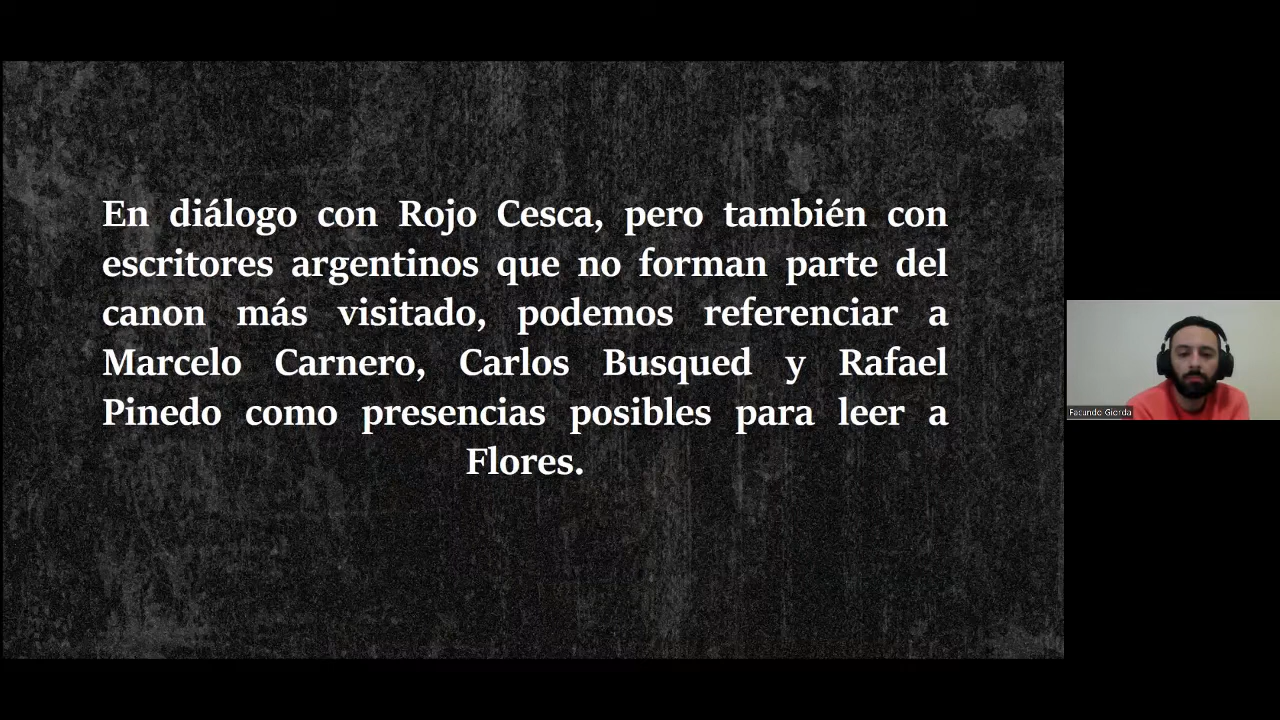 En diálogo con Rojo Cesca, pero también con
escritores argentinos que no forman parte del
canon más visitado, podemos referenciar a
Marcelo Carnero, Carlos Busqued y Rafael
Pinedo como presencias posibles para leer a
Flores.
Facundo Giorda